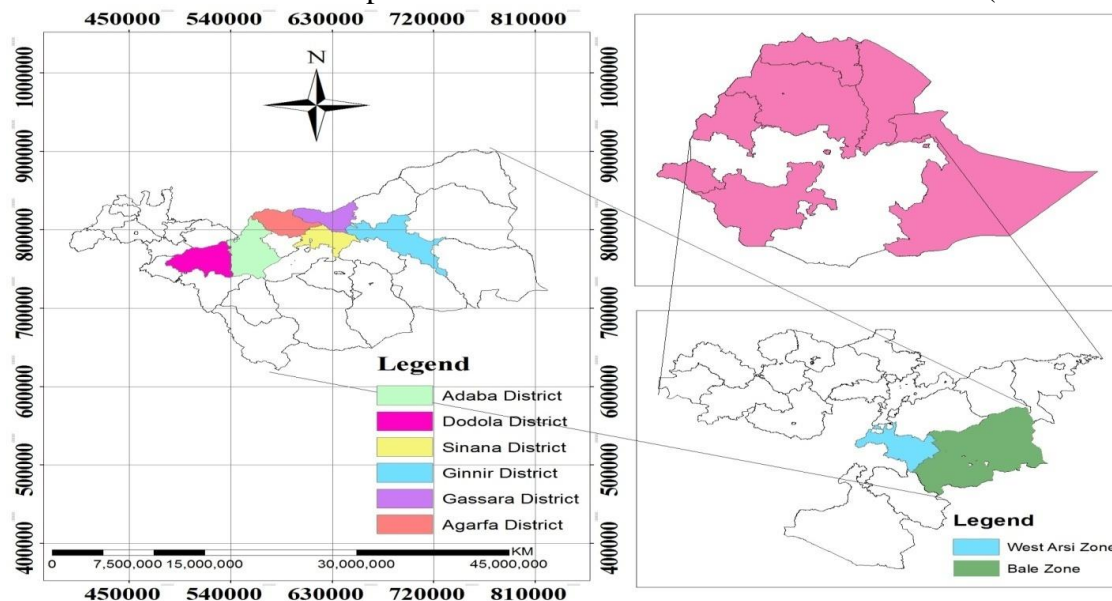 450000 540000 630000 720000 810000
N
1000000
900000
800000
700000
600000
500000
400000
1000000
900000
800000
700000
600000
500000
400000
Legend
Adaba District
Dodola District
Sinana District
Ginnir District
Gassara District
Agarfa District
KM
0 7,500,000 15,000,000 30,000,000 45,000,000
450000 540000 630000 720000 810000
Legend
West Arsi Zone
Bale Zone